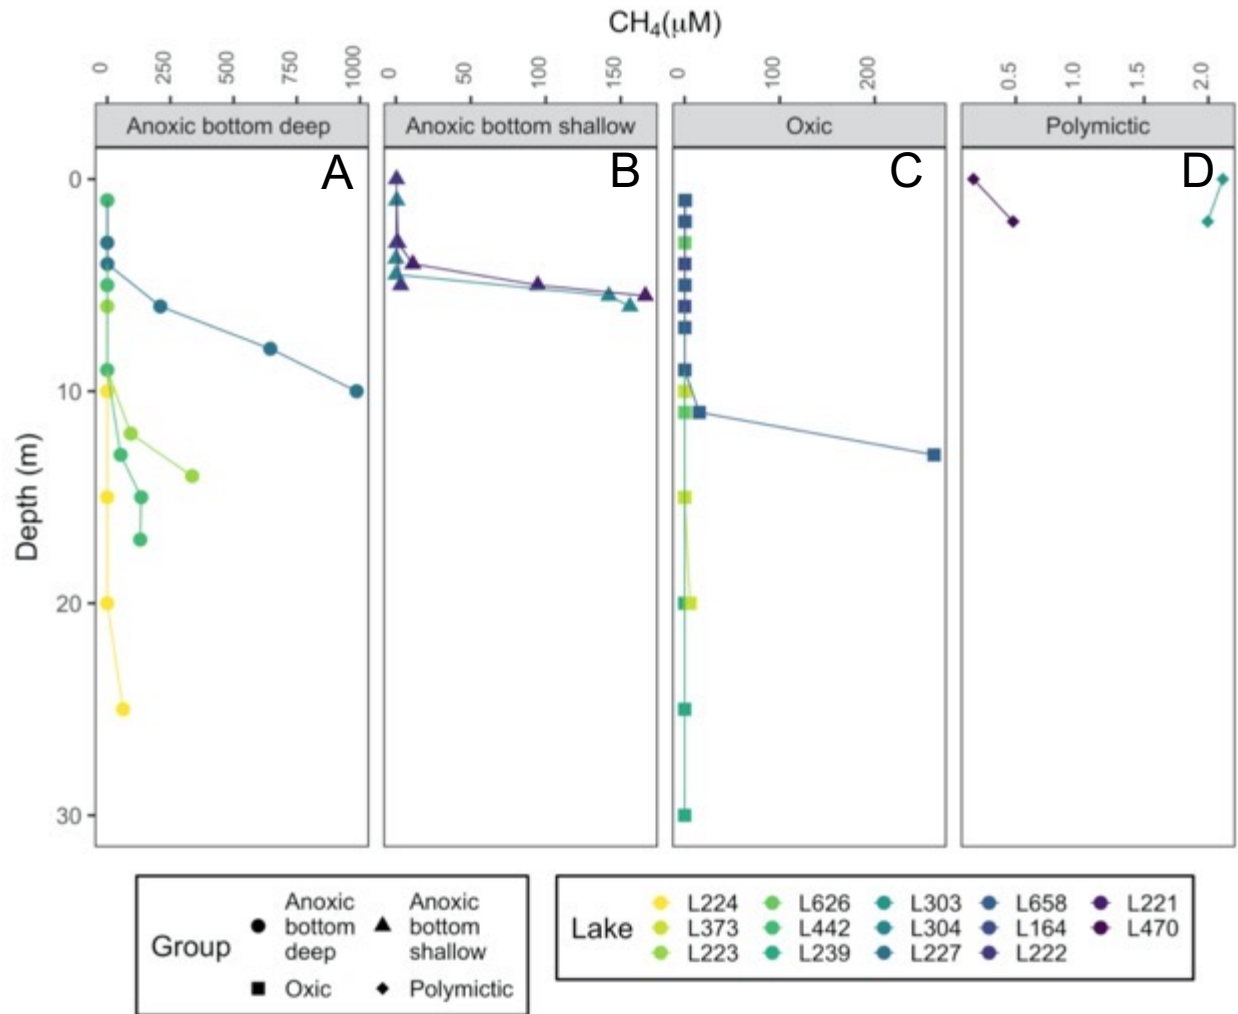 CH₄(μM)
0 250 500 750 1000 0 50 100 150 0 100 200 0.5 1.0 1.5 2.0
Anoxic bottom deep Anoxic bottom shallow Oxic Polymictic
A B C D
0
10
20
30
Depth (m)
Group
Anoxic bottom deep
Anoxic bottom shallow
Oxic
Polymictic
Lake
L224 L626 L303 L658 L221
L373 L442 L304 L164 L470
L223 L239 L227 L222